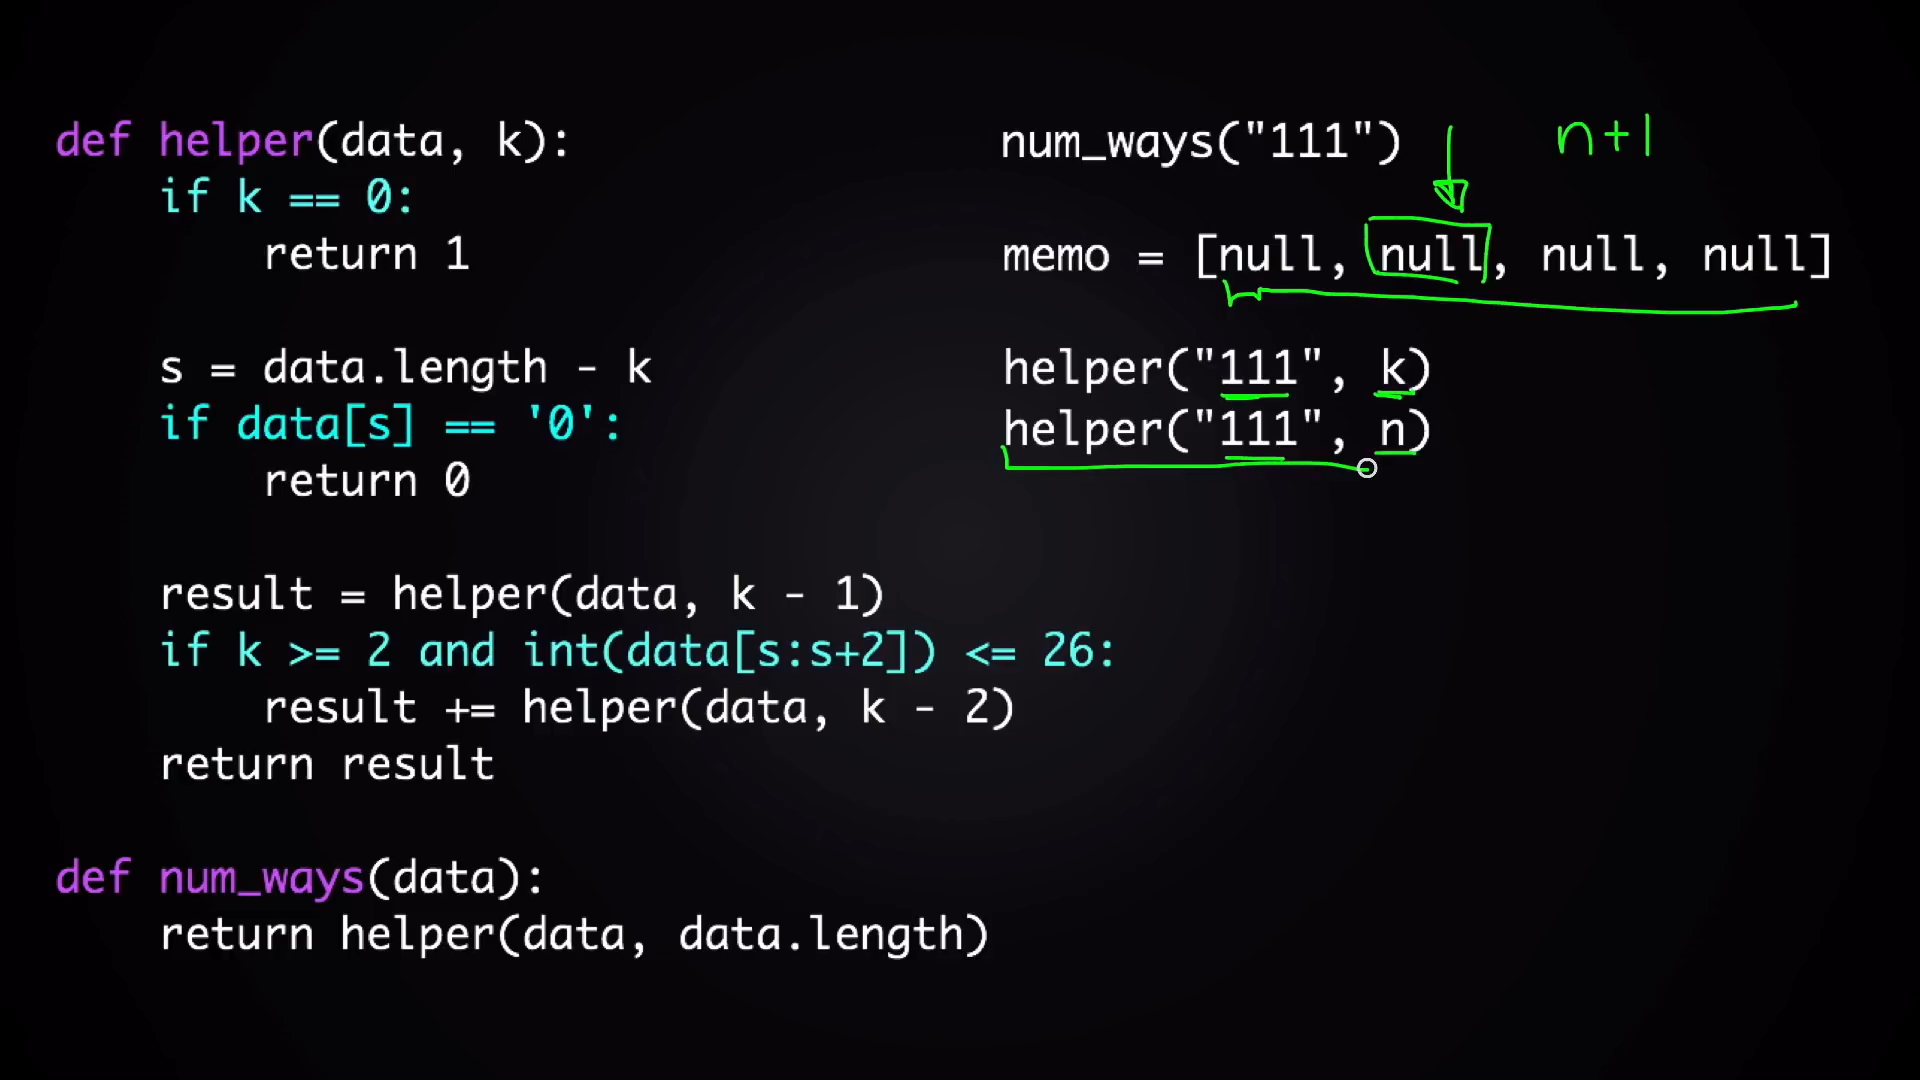 def helper(data, k):
    if k == 0:
        return 1

    s = data.length - k
    if data[s] == '0':
        return 0

    result = helper(data, k - 1)
    if k >= 2 and int(data[s:s+2]) <= 26:
        result += helper(data, k - 2)
    return result

def num_ways(data):
    return helper(data, data.length)

num_ways("111")
n+1
memo = [null, null, null, null]
helper("111", k)
helper("111", n)